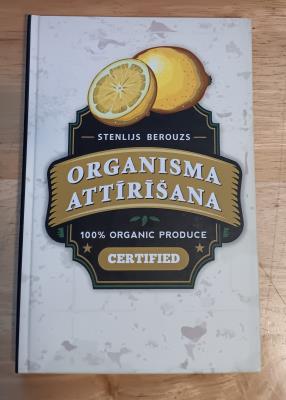 STENLIJS BEROUZS
ORGANISMA
ATTĪRĪŠANA
100% ORGANIC PRODUCE
CERTIFIED